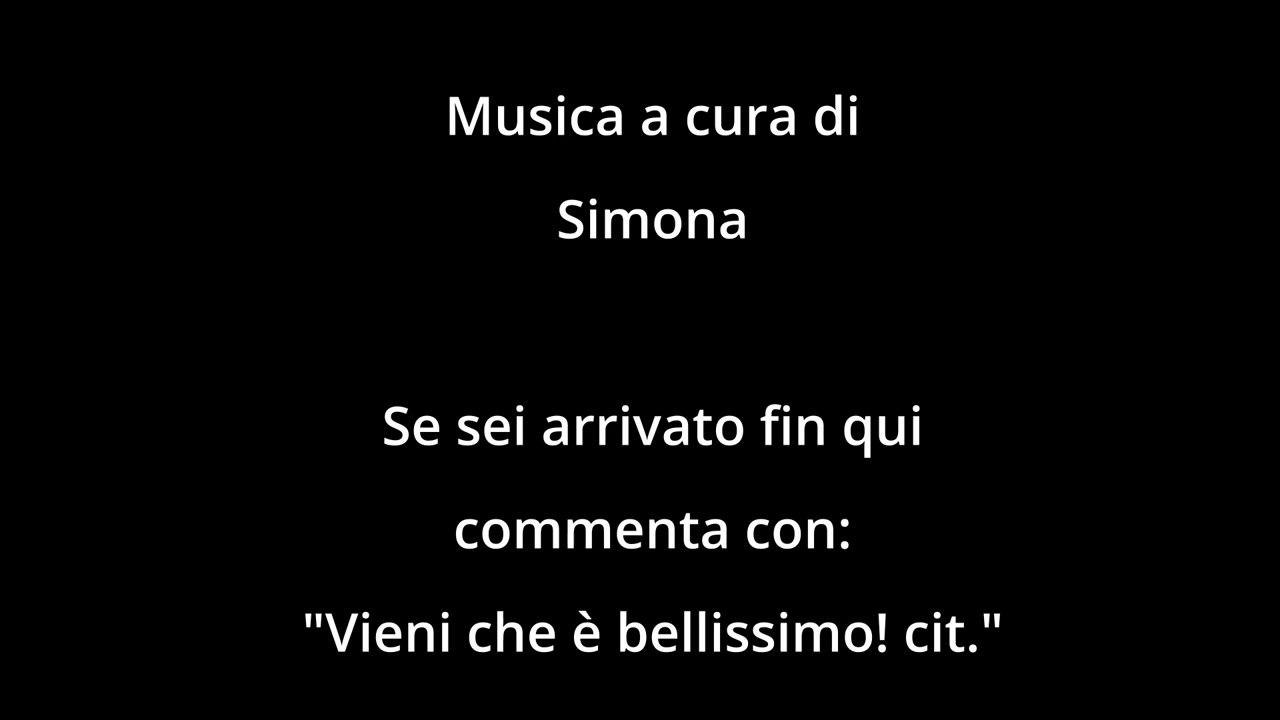 Musica a cura di
Simona
Se sei arrivato fin qui
commenta con:
"Vieni che è bellissimo! cit."